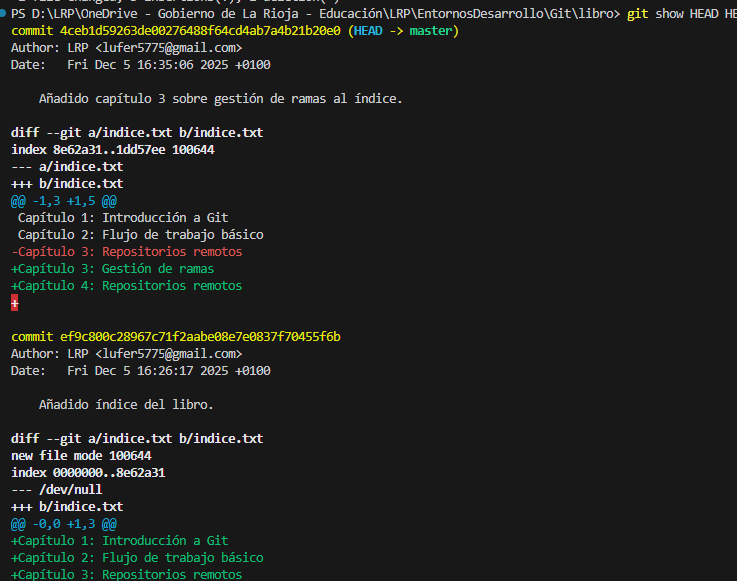 PS D:\LRP\OneDrive - Gobierno de La Rioja - Educación\LRP\EntornosDesarrollo\Git\libro> git show HEAD HE
commit 4ceb1d59263de00276488f64cd4ab7a4b21b20e0 (HEAD -> master)
Author: LRP <lufer5775@gmail.com>
Date:   Fri Dec 5 16:35:06 2025 +0100
    Añadido capítulo 3 sobre gestión de ramas al índice.
diff --git a/indice.txt b/indice.txt
index 8e62a31..1dd57ee 100644
--- a/indice.txt
+++ b/indice.txt
@@ -1,3 +1,5 @@
 Capítulo 1: Introducción a Git
 Capítulo 2: Flujo de trabajo básico
-Capítulo 3: Repositorios remotos
+Capítulo 3: Gestión de ramas
+Capítulo 4: Repositorios remotos
+
commit ef9c800c28967c71f2aabe08e7e0837f70455f6b
Author: LRP <lufer5775@gmail.com>
Date:   Fri Dec 5 16:26:17 2025 +0100
    Añadido índice del libro.
diff --git a/indice.txt b/indice.txt
new file mode 100644
index 0000000..8e62a31
--- /dev/null
+++ b/indice.txt
@@ -0,0 +1,3 @@
+Capítulo 1: Introducción a Git
+Capítulo 2: Flujo de trabajo básico
+Capítulo 3: Repositorios remotos